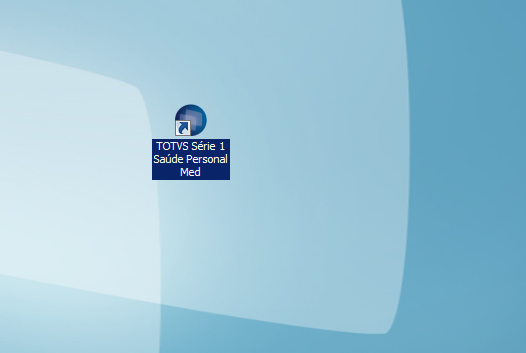 TOTVS Série 1
Saúde Personal
Med